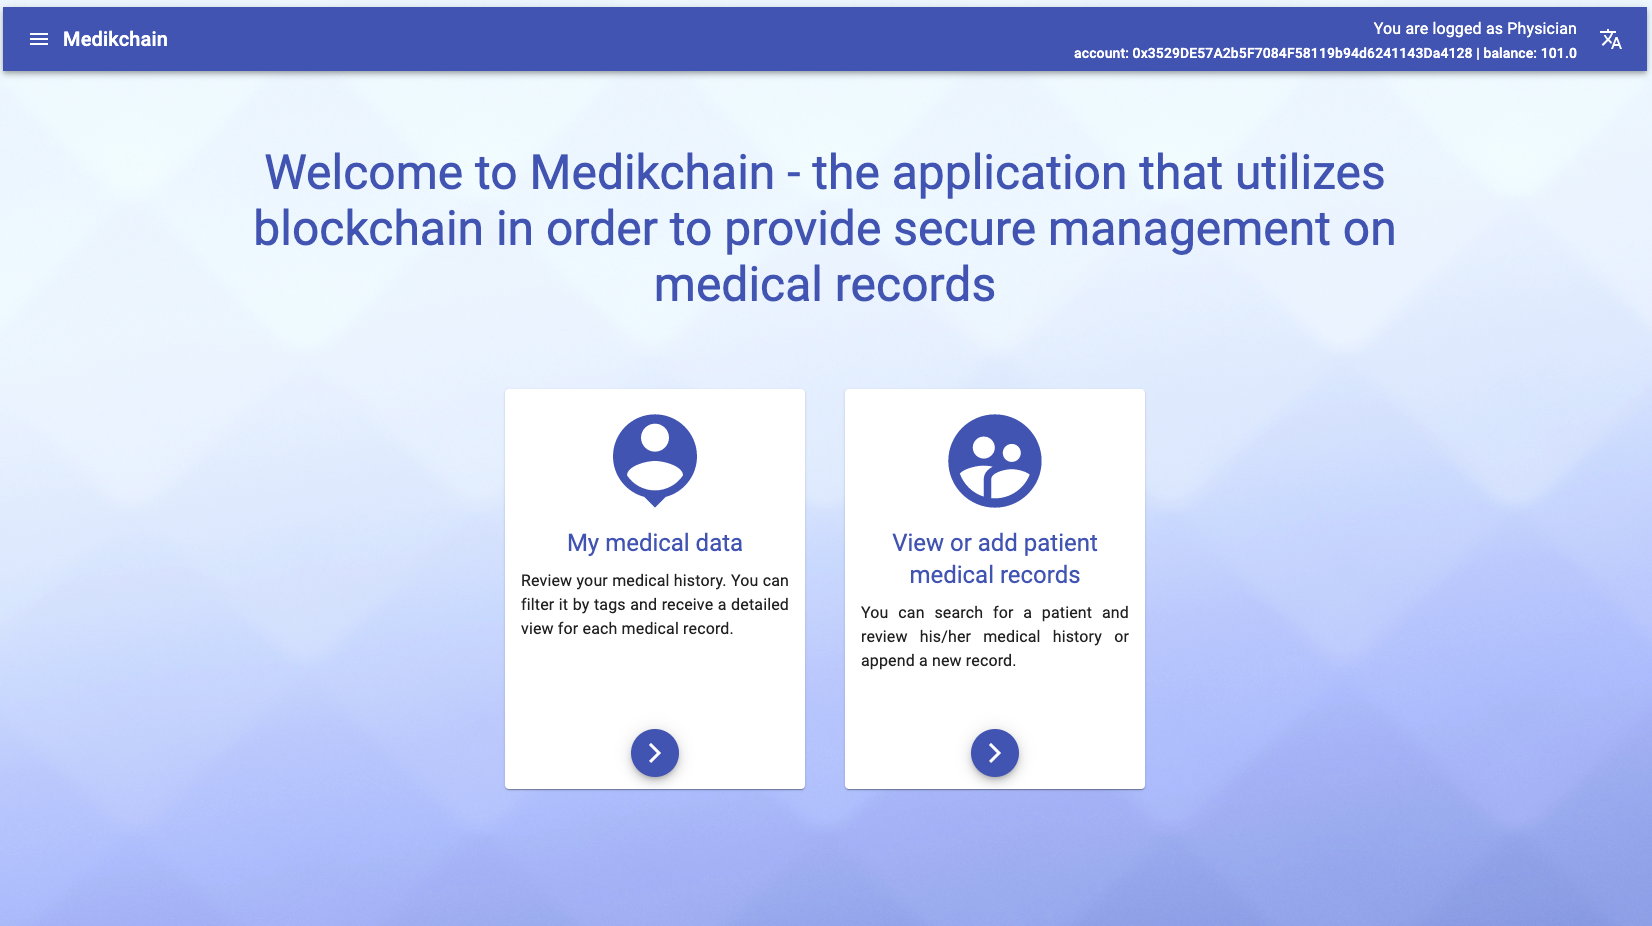 Medikchain
You are logged as Physician
account: 0x3529DE57A2b5F7084F58119b94d6241143Da4128 | balance: 101.0
Welcome to Medikchain - the application that utilizes
blockchain in order to provide secure management on
medical records
My medical data
Review your medical history. You can
filter it by tags and receive a detailed
view for each medical record.
View or add patient
medical records
You can search for a patient and
review his/her medical history or
append a new record.